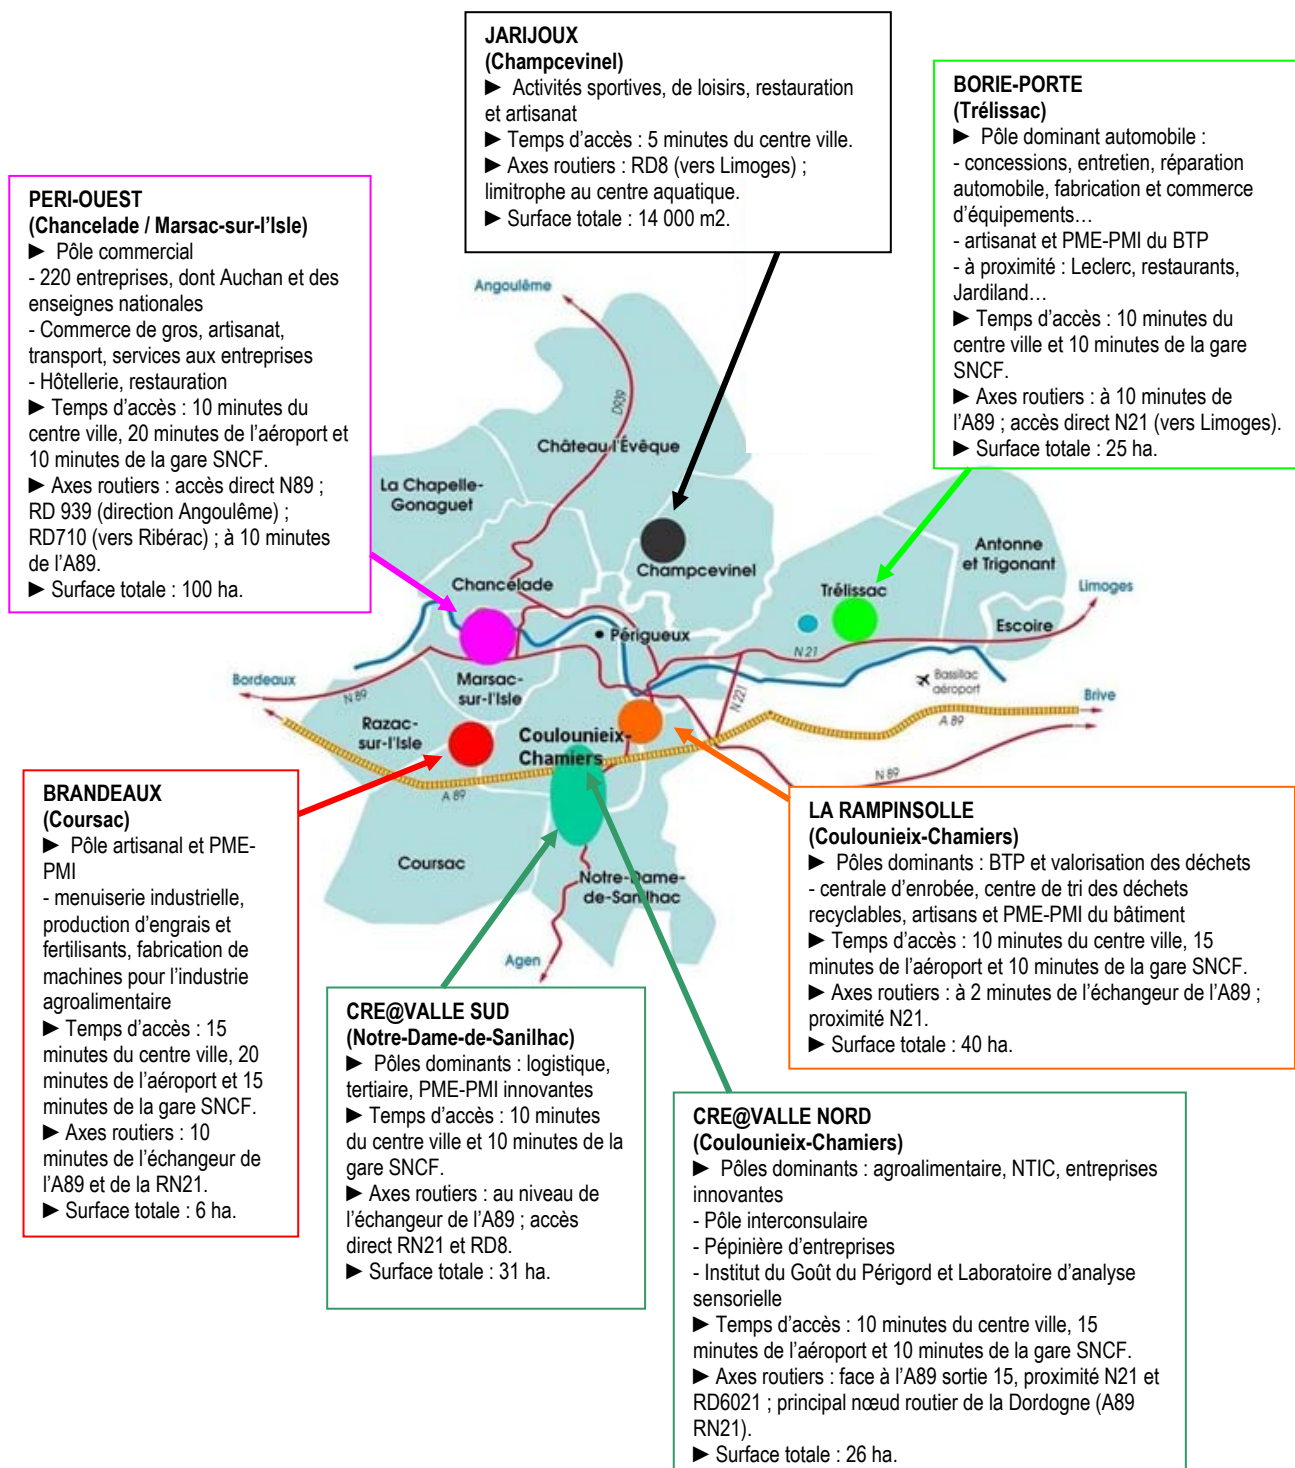 JARIJOUX
(Champcevinel)
► Activités sportives, de loisirs, restauration
et artisanat
► Temps d’accès : 5 minutes du centre ville.
► Axes routiers : RD8 (vers Limoges) ;
limitrophe au centre aquatique.
► Surface totale : 14 000 m2.
BORIE-PORTE
(Trélissac)
► Pôle dominant automobile :
- concessions, entretien, réparation
automobile, fabrication et commerce
d’équipements…
- artisanat et PME-PMI du BTP
- à proximité : Leclerc, restaurants,
Jardiland…
► Temps d’accès : 10 minutes du
centre ville et 10 minutes de la gare
SNCF.
► Axes routiers : à 10 minutes de
l’A89 ; accès direct N21 (vers Limoges).
► Surface totale : 25 ha.
PERI-OUEST
(Chancelade / Marsac-sur-l’Isle)
► Pôle commercial
- 220 entreprises, dont Auchan et des
enseignes nationales
- Commerce de gros, artisanat,
transport, services aux entreprises
- Hôtellerie, restauration
► Temps d’accès : 10 minutes du
centre ville, 20 minutes de l’aéroport et
10 minutes de la gare SNCF.
► Axes routiers : accès direct N89 ;
RD 939 (direction Angoulême) ;
RD710 (vers Ribérac) ; à 10 minutes
de l’A89.
► Surface totale : 100 ha.
Angoulême
D939
Château-l'Évêque
La Chapelle-
Gonaguet
Chancelade
Champcevinel
Trélissac
Antonne
et Trigonant
Limoges
Escoire
Périgueux
N 21
Bordeaux
N 89
Marsac-
sur-l'Isle
N 221
Bassillac
aéroport
Brive
A 89
Razac-
sur-l'Isle
Coulounieix-
Chamiers
N 89
A 89
Coursac
Notre-Dame-
de-Sanilhac
Agen
BRANDEAUX
(Coursac)
► Pôle artisanal et PME-
PMI
- menuiserie industrielle,
production d’engrais et
fertilisants, fabrication de
machines pour l’industrie
agroalimentaire
► Temps d’accès : 15
minutes du centre ville, 20
minutes de l’aéroport et 15
minutes de la gare SNCF.
► Axes routiers : 10
minutes de l’échangeur de
l’A89 et de la RN21.
► Surface totale : 6 ha.
LA RAMPINSOLLE
(Coulounieix-Chamiers)
► Pôles dominants : BTP et valorisation des déchets
- centrale d’enrobée, centre de tri des déchets
recyclables, artisans et PME-PMI du bâtiment
► Temps d’accès : 10 minutes du centre ville, 15
minutes de l’aéroport et 10 minutes de la gare SNCF.
► Axes routiers : à 2 minutes de l’échangeur de l’A89 ;
proximité N21.
► Surface totale : 40 ha.
CRE@VALLE SUD
(Notre-Dame-de-Sanilhac)
► Pôles dominants : logistique,
tertiaire, PME-PMI innovantes
► Temps d’accès : 10 minutes
du centre ville et 10 minutes de la
gare SNCF.
► Axes routiers : au niveau de
l’échangeur de l’A89 ; accès
direct RN21 et RD8.
► Surface totale : 31 ha.
CRE@VALLE NORD
(Coulounieix-Chamiers)
► Pôles dominants : agroalimentaire, NTIC, entreprises
innovantes
- Pôle interconsulaire
- Pépinière d’entreprises
- Institut du Goût du Périgord et Laboratoire d’analyse
sensorielle
► Temps d’accès : 10 minutes du centre ville, 15
minutes de l’aéroport et 10 minutes de la gare SNCF.
► Axes routiers : face à l’A89 sortie 15, proximité N21 et
RD6021 ; principal nœud routier de la Dordogne (A89
RN21).
► Surface totale : 26 ha.